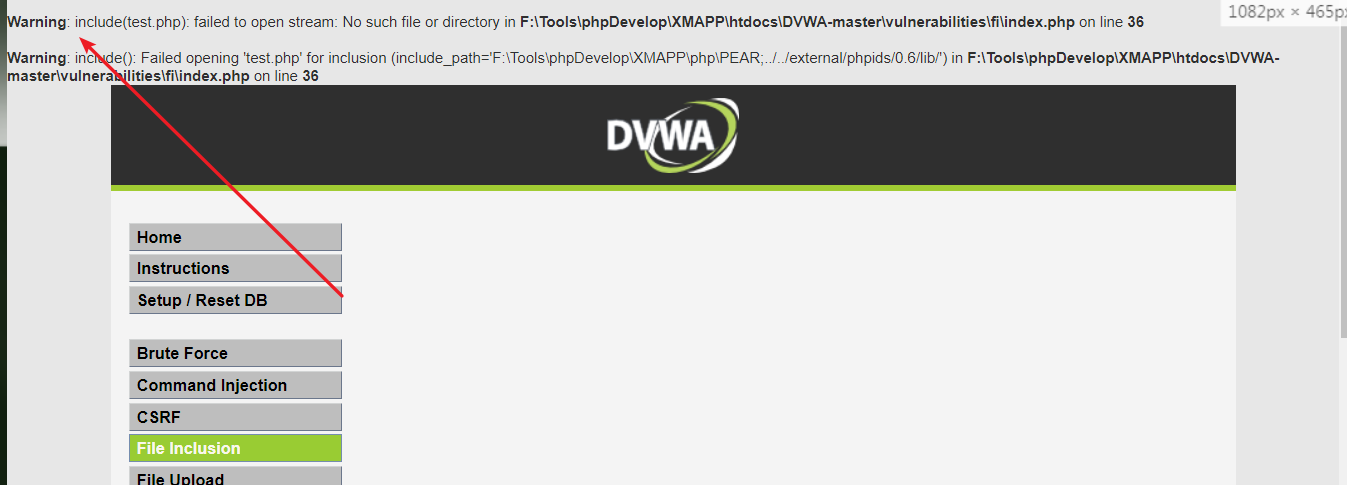 1082px × 465px
Warning: include(test.php): failed to open stream: No such file or directory in F:\Tools\phpDevelop\XMAPP\htdocs\DVWA-master\vulnerabilities\fi\index.php on line 36
Warning: include(): Failed opening 'test.php' for inclusion (include_path='F:\Tools\phpDevelop\XMAPP\php\PEAR;../../external/phpids/0.6/lib/') in F:\Tools\phpDevelop\XMAPP\htdocs\DVWA-
master\vulnerabilities\fi\index.php on line 36
DVWA
Home
Instructions
Setup / Reset DB
Brute Force
Command Injection
CSRF
File Inclusion
File Upload